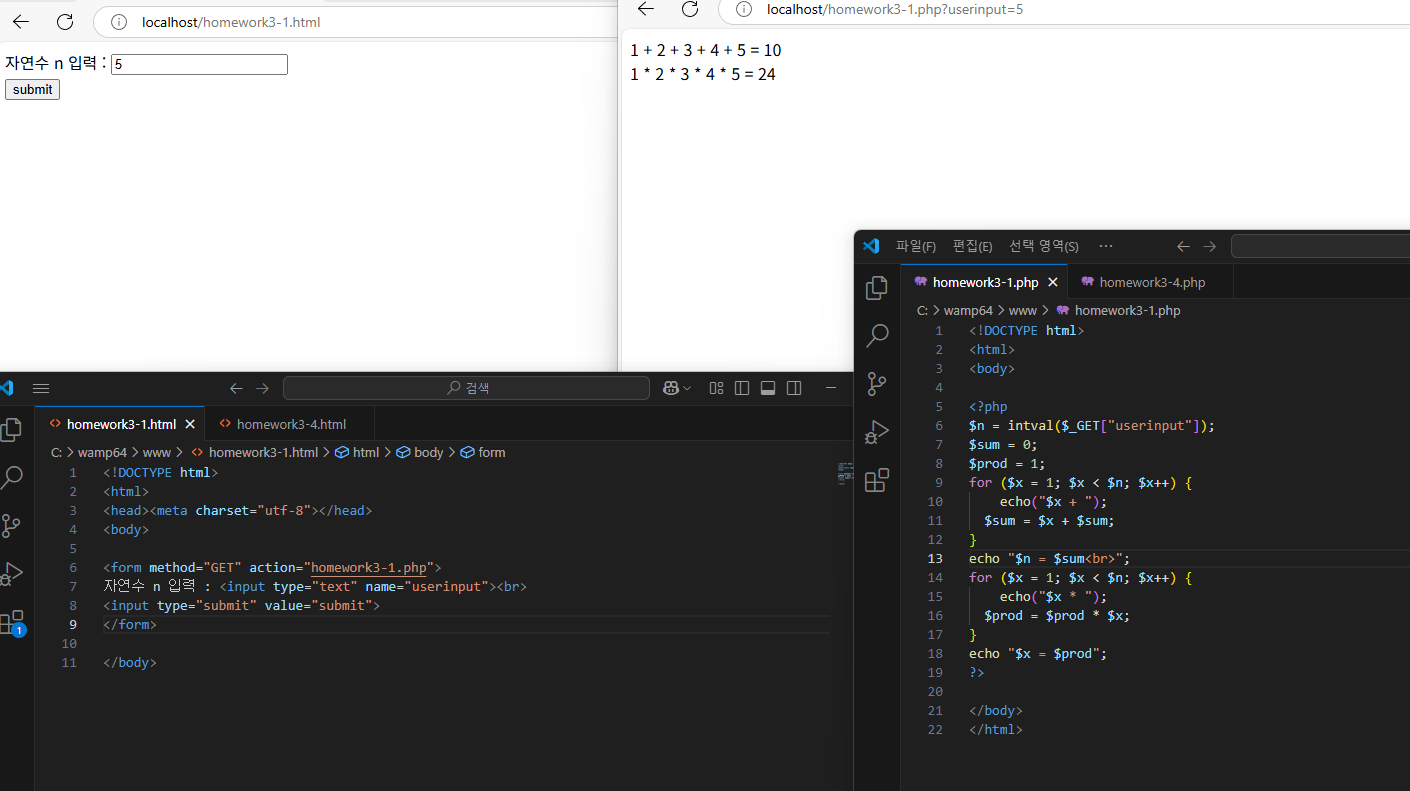 localhost/homework3-1.html
자연수 n 입력 : 5
submit
localhost/homework3-1.php?userinput=5
1 + 2 + 3 + 4 + 5 = 10
1 * 2 * 3 * 4 * 5 = 24
검색
homework3-1.html
homework3-4.html
C: > wamp64 > www > homework3-1.html > html > body > form
1 <!DOCTYPE html>
2 <html>
3 <head><meta charset="utf-8"></head>
4 <body>
5
6 <form method="GET" action="homework3-1.php">
7 자연수 n 입력 : <input type="text" name="userinput"><br>
8 <input type="submit" value="submit">
9 </form>
10
11 </body>
1
파일(F) 편집(E) 선택 영역(S) ···
homework3-1.php
homework3-4.php
C: > wamp64 > www > homework3-1.php
1 <!DOCTYPE html>
2 <html>
3 <body>
4
5 <?php
6 $n = intval($_GET["userinput"]);
7 $sum = 0;
8 $prod = 1;
9 for ($x = 1; $x < $n; $x++) {
10     echo("$x + ");
11   $sum = $x + $sum;
12 }
13 echo "$n = $sum<br>";
14 for ($x = 1; $x < $n; $x++) {
15     echo("$x * ");
16   $prod = $prod * $x;
17 }
18 echo "$x = $prod";
19 ?>
20
21 </body>
22 </html>